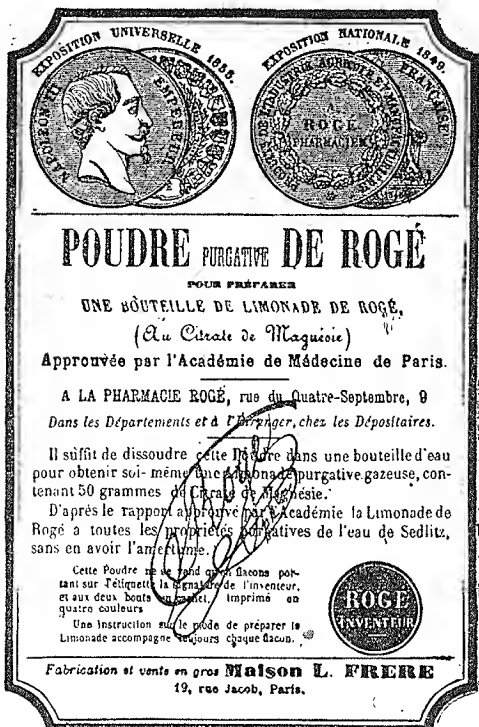 EXPOSITION UNIVERSELLE 1855.
NAPOLEON III EMPEREUR
EXPOSITION NATIONALE 1849.
FRANÇAISE
A
ROGÉ
PHARMACIEN
POUDRE PURGATIVE DE ROGÉ
POUR PRÉPARER
UNE BOUTEILLE DE LIMONADE DE ROGÉ,
(Au Citrate de Magnésie)
Approuvée par l'Académie de Médecine de Paris.
A LA PHARMACIE ROGÉ, rue du Quatre-Septembre, 9
Dans les Départements et à l'Étranger, chez les Dépositaires.
Il suffit de dissoudre cette Poudre dans une bouteille d'eau
pour obtenir soi-même une Limonade purgative gazeuse, con-
tenant 50 grammes de Citrate de Magnésie.
D'après le rapport approuvé par l'Académie la Limonade de
Rogé a toutes les propriétés purgatives de l'eau de Sedlitz,
sans en avoir l'amertume.
Cette Poudre ne se vend qu'en flacons por-
tant sur l'étiquette la signature de l'inventeur,
et aux deux bouts un cachet, imprimé en
quatre couleurs
Une instruction sur le mode de préparer la
Limonade accompagne toujours chaque flacon.
ROGÉ
INVENTEUR
Fabrication et vente en gros Maison L. FRERE
19, rue Jacob, Paris.